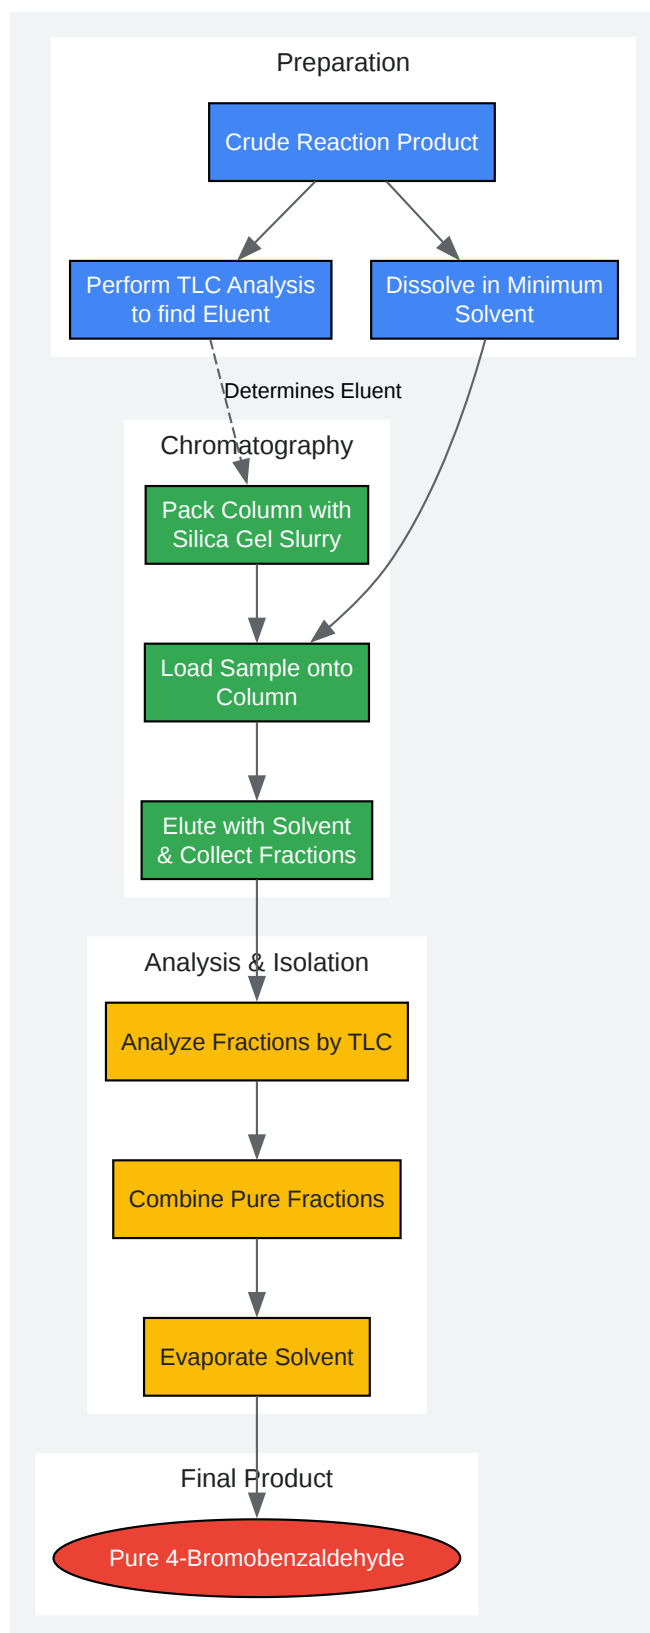 Preparation
Crude Reaction Product
Perform TLC Analysis
to find Eluent
Dissolve in Minimum
Solvent
Determines Eluent
Chromatography
Pack Column with
Silica Gel Slurry
Load Sample onto
Column
Elute with Solvent
& Collect Fractions
Analysis & Isolation
Analyze Fractions by TLC
Combine Pure Fractions
Evaporate Solvent
Final Product
Pure 4-Bromobenzaldehyde